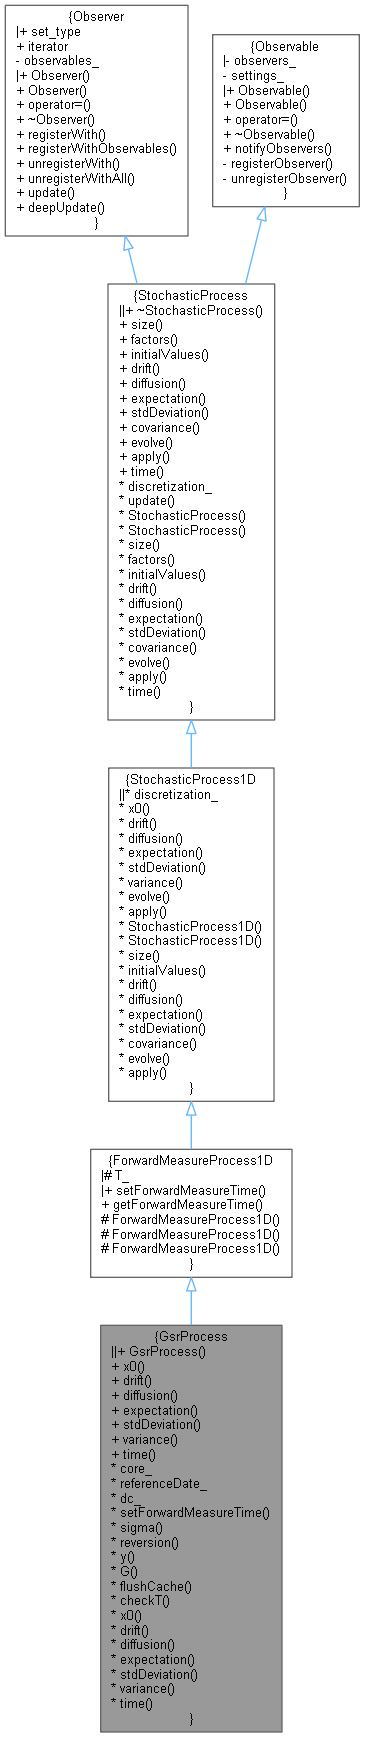 {Observer
|+ set_type
+ iterator
- observables_
|+ Observer()
+ Observer()
+ operator=()
+ ~Observer()
+ registerWith()
+ registerWithObservables()
+ unregisterWith()
+ unregisterWithAll()
+ update()
+ deepUpdate()
}
{Observable
|- observers_
- settings_
|+ Observable()
+ Observable()
+ operator=()
+ ~Observable()
+ notifyObservers()
- registerObserver()
- unregisterObserver()
}
{StochasticProcess
||+ ~StochasticProcess()
+ size()
+ factors()
+ initialValues()
+ drift()
+ diffusion()
+ expectation()
+ stdDeviation()
+ covariance()
+ evolve()
+ apply()
+ time()
* discretization_
* update()
* StochasticProcess()
* StochasticProcess()
* size()
* factors()
* initialValues()
* drift()
* diffusion()
* expectation()
* stdDeviation()
* covariance()
* evolve()
* apply()
* time()
}
{StochasticProcess1D
||* discretization_
* x0()
* drift()
* diffusion()
* expectation()
* stdDeviation()
* variance()
* evolve()
* apply()
* StochasticProcess1D()
* StochasticProcess1D()
* size()
* initialValues()
* drift()
* diffusion()
* expectation()
* stdDeviation()
* covariance()
* evolve()
* apply()
}
{ForwardMeasureProcess1D
|# T_
|+ setForwardMeasureTime()
+ getForwardMeasureTime()
# ForwardMeasureProcess1D()
# ForwardMeasureProcess1D()
# ForwardMeasureProcess1D()
}
{GsrProcess
||+ GsrProcess()
+ x0()
+ drift()
+ diffusion()
+ expectation()
+ stdDeviation()
+ variance()
+ time()
* core_
* referenceDate_
* dc_
* setForwardMeasureTime()
* sigma()
* reversion()
* y()
* G()
* flushCache()
* checkT()
* x0()
* drift()
* diffusion()
* expectation()
* stdDeviation()
* variance()
* time()
}